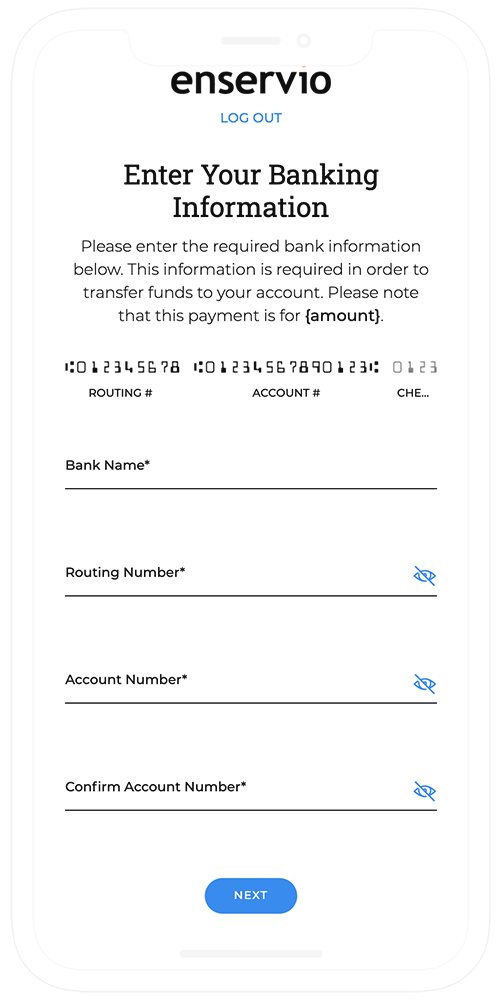 enservio
LOG OUT
Enter Your Banking
Information
Please enter the required bank information
below. This information is required in order to
transfer funds to your account. Please note
that this payment is for {amount}.
⑆012345678 ⑆01234567890123⑆ 0123
ROUTING # ACCOUNT # CHE...
Bank Name*
Routing Number*
Account Number*
Confirm Account Number*
NEXT